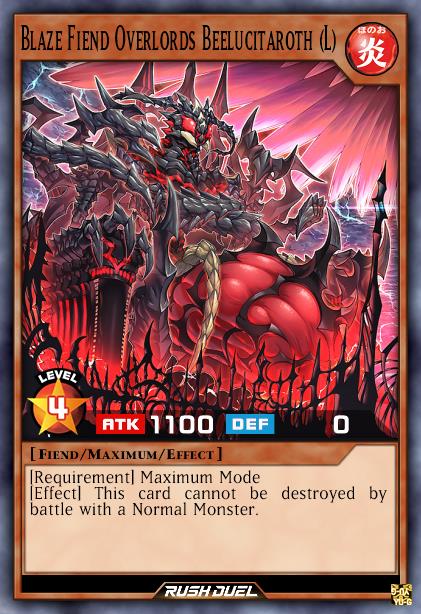 Blaze Fiend Overlords Beelucitaroth (L)
ほのお
炎
LEVEL
4
ATK 1100 DEF 0
[Fiend/Maximum/Effect]
[Requirement] Maximum Mode
[Effect] This card cannot be destroyed by
battle with a Normal Monster.
RUSH DUEL